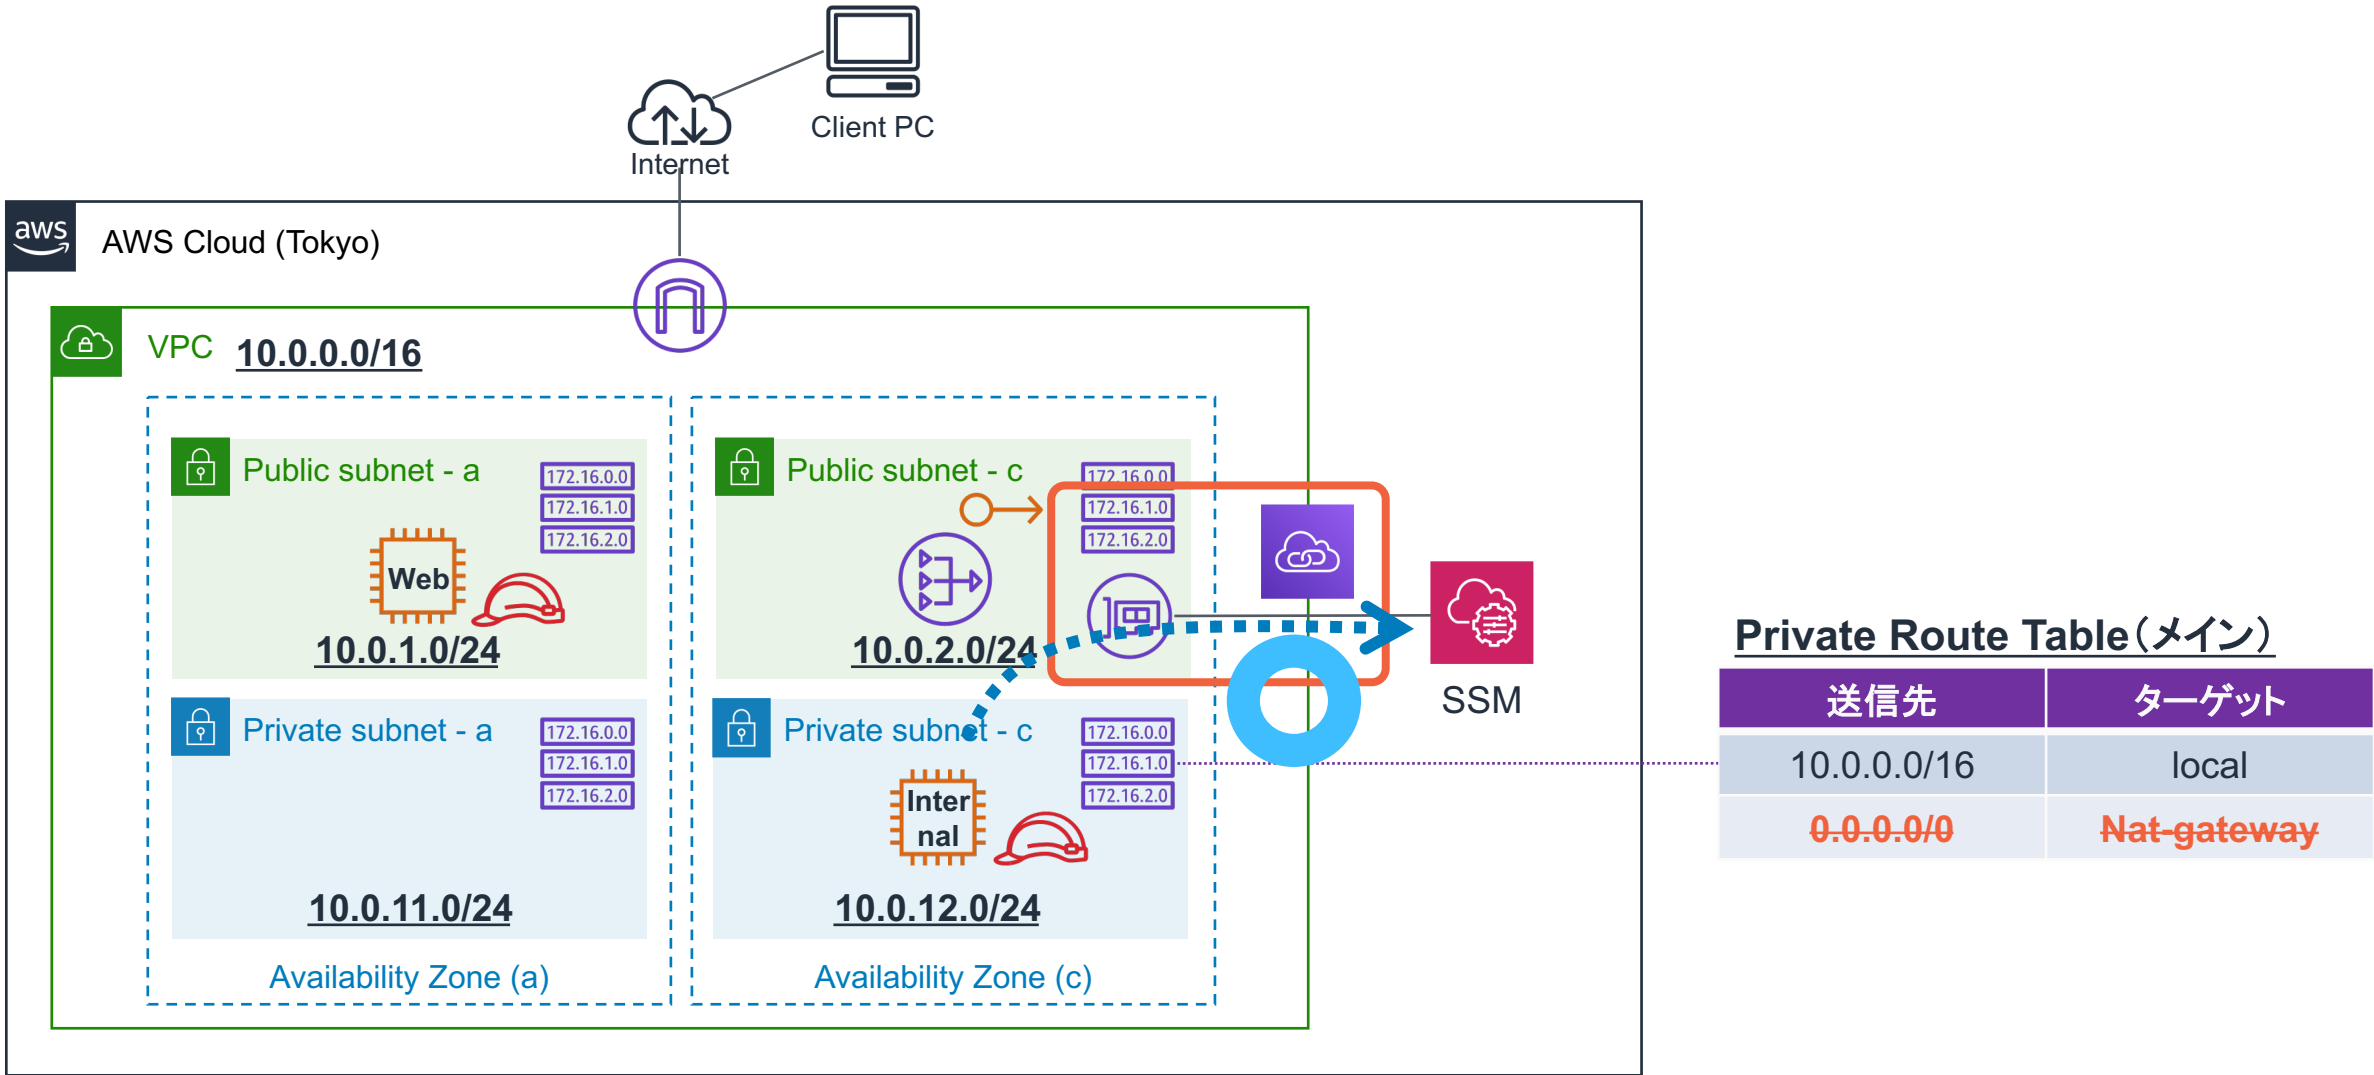 Client PC
Internet
aws
AWS Cloud (Tokyo)
VPC 10.0.0.0/16
Public subnet - a
172.16.0.0
172.16.1.0
172.16.2.0
Web
10.0.1.0/24
Public subnet - c
172.16.0.0
172.16.1.0
172.16.2.0
10.0.2.0/24
SSM
Private subnet - a
172.16.0.0
172.16.1.0
172.16.2.0
10.0.11.0/24
Private subnet - c
172.16.0.0
172.16.1.0
172.16.2.0
Inter
nal
10.0.12.0/24
Availability Zone (a)
Availability Zone (c)
Private Route Table(メイン)
送信先 ターゲット
10.0.0.0/16 local
0.0.0.0/0 Nat-gateway